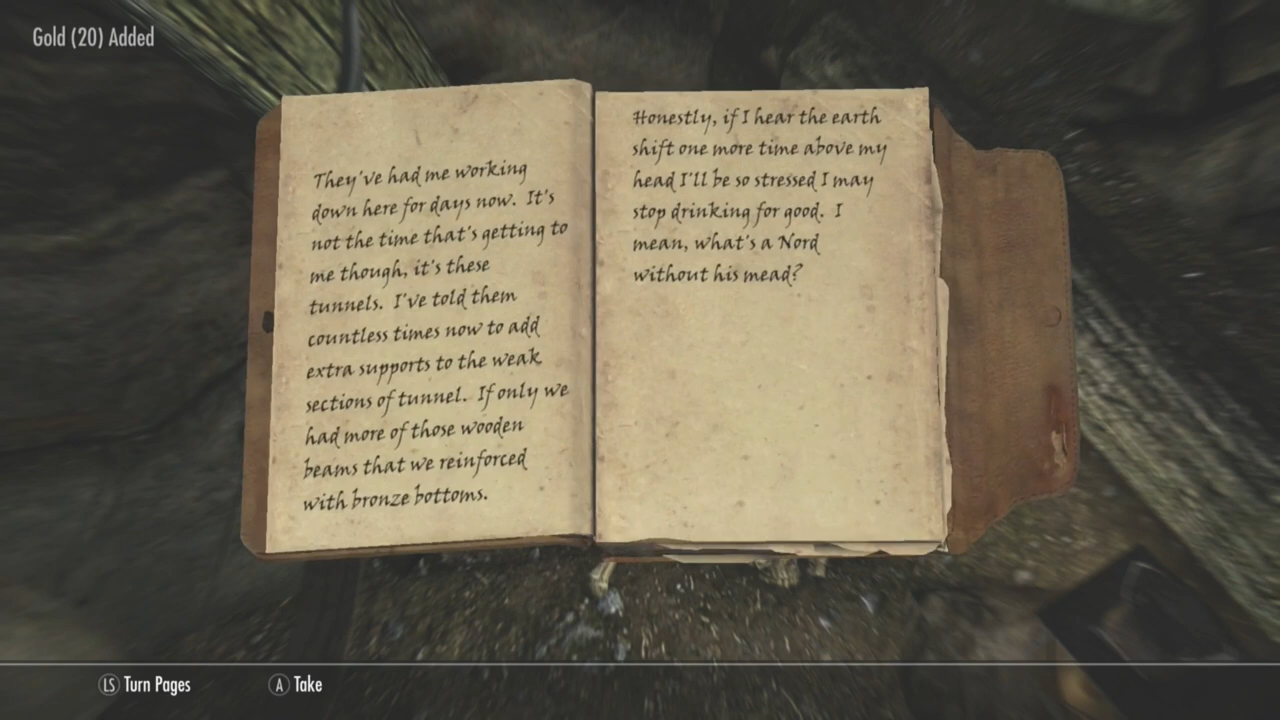 Gold (20) Added
They've had me working
down here for days now. It's
not the time that's getting to
me though, it's these
tunnels. I've told them
countless times now to add
extra supports to the weak
sections of tunnel. If only we
had more of those wooden
beams that we reinforced
with bronze bottoms.
Honestly, if I hear the earth
shift one more time above my
head I'll be so stressed I may
stop drinking for good. I
mean, what's a Nord
without his mead?
LS Turn Pages
A Take